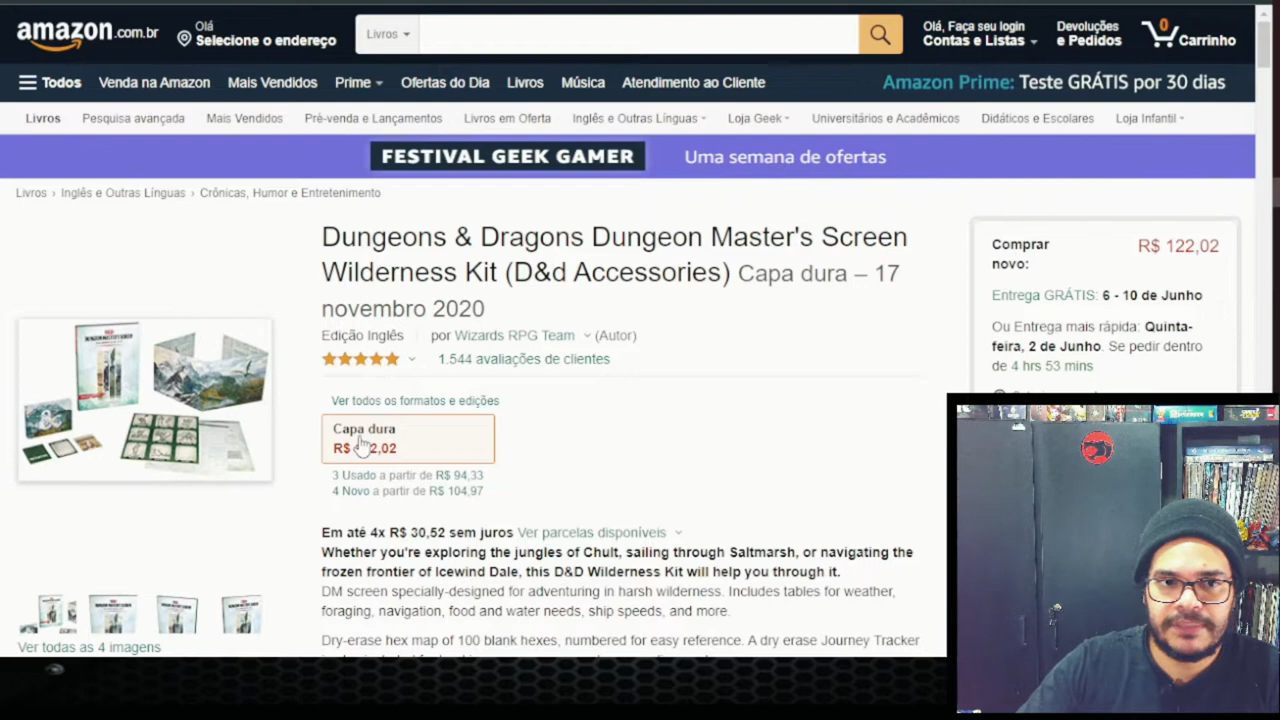 amazon.com.br
Olá
Selecione o endereço
Livros
Olá, Faça seu login
Contas e Listas
Devoluções
e Pedidos
0
Carrinho
Todos
Venda na Amazon
Mais Vendidos
Prime
Ofertas do Dia
Livros
Música
Atendimento ao Cliente
Amazon Prime: Teste GRÁTIS por 30 dias
Livros
Pesquisa avançada
Mais Vendidos
Pré-venda e Lançamentos
Livros em Oferta
Inglês e Outras Línguas
Loja Geek
Universitários e Acadêmicos
Didáticos e Escolares
Loja Infantil
FESTIVAL GEEK GAMER
Uma semana de ofertas
Livros › Inglês e Outras Línguas › Crônicas, Humor e Entretenimento
Dungeons & Dragons Dungeon Master's Screen
Wilderness Kit (D&d Accessories) Capa dura – 17
novembro 2020
Edição Inglês
por Wizards RPG Team
(Autor)
1.544 avaliações de clientes
Ver todos os formatos e edições
Capa dura
R$
2,02
3 Usado a partir de R$ 94,33
4 Novo a partir de R$ 104,97
Em até 4x R$ 30,52 sem juros Ver parcelas disponíveis
Whether you're exploring the jungles of Chult, sailing through Saltmarsh, or navigating the
frozen frontier of Icewind Dale, this D&D Wilderness Kit will help you through it.
DM screen specially-designed for adventuring in harsh wilderness. Includes tables for weather,
foraging, navigation, food and water needs, ship speeds, and more.
Dry-erase hex map of 100 blank hexes, numbered for easy reference. A dry erase Journey Tracker
Ver todas as 4 imagens
Comprar
novo:
R$ 122,02
Entrega GRÁTIS: 6 - 10 de Junho
Ou Entrega mais rápida: Quinta-
feira, 2 de Junho. Se pedir dentro
de 4 hrs 53 mins